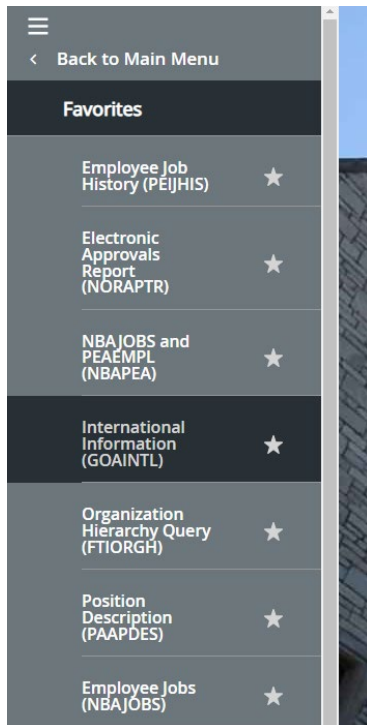 Back to Main Menu
Favorites
Employee Job
History (PEIJHIS)
Electronic
Approvals
Report
(NORAPTR)
NBAJOBS and
PEAEMPL
(NBAPEA)
International
Information
(GOAINTL)
Organization
Hierarchy Query
(FTIORGH)
Position
Description
(PAAPDES)
Employee Jobs
(NBAJOBS)